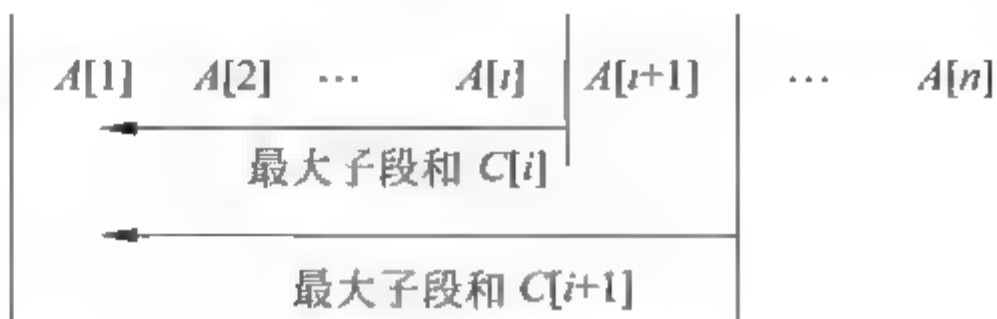 A[1] A[2] … A[i] A[i+1] … A[n]
最大子段和 C[i]
最大子段和 C[i+1]